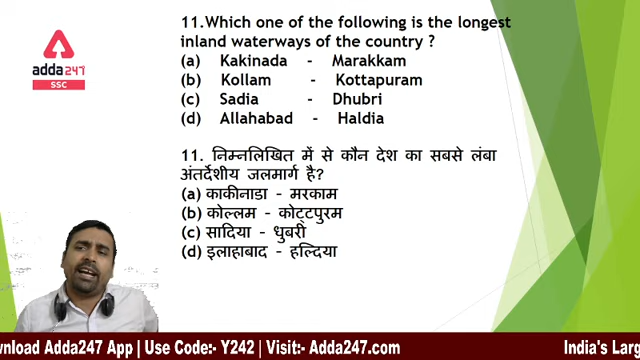 11.Which one of the following is the longest
inland waterways of the country ?
(a) Kakinada - Marakkam
(b) Kollam - Kottapuram
(c) Sadia - Dhubri
(d) Allahabad - Haldia
adda247
SSC
11. निम्नलिखित में से कौन देश का सबसे लंबा
अंतर्देशीय जलमार्ग है?
(a) काकीनाडा - मरकाम
(b) कोल्लम - कोट्टपुरम
(c) सादिया - धुबरी
(d) इलाहाबाद - हल्दिया
ownload Adda247 App | Use Code:- Y242 | Visit:- Adda247.com India's Larg